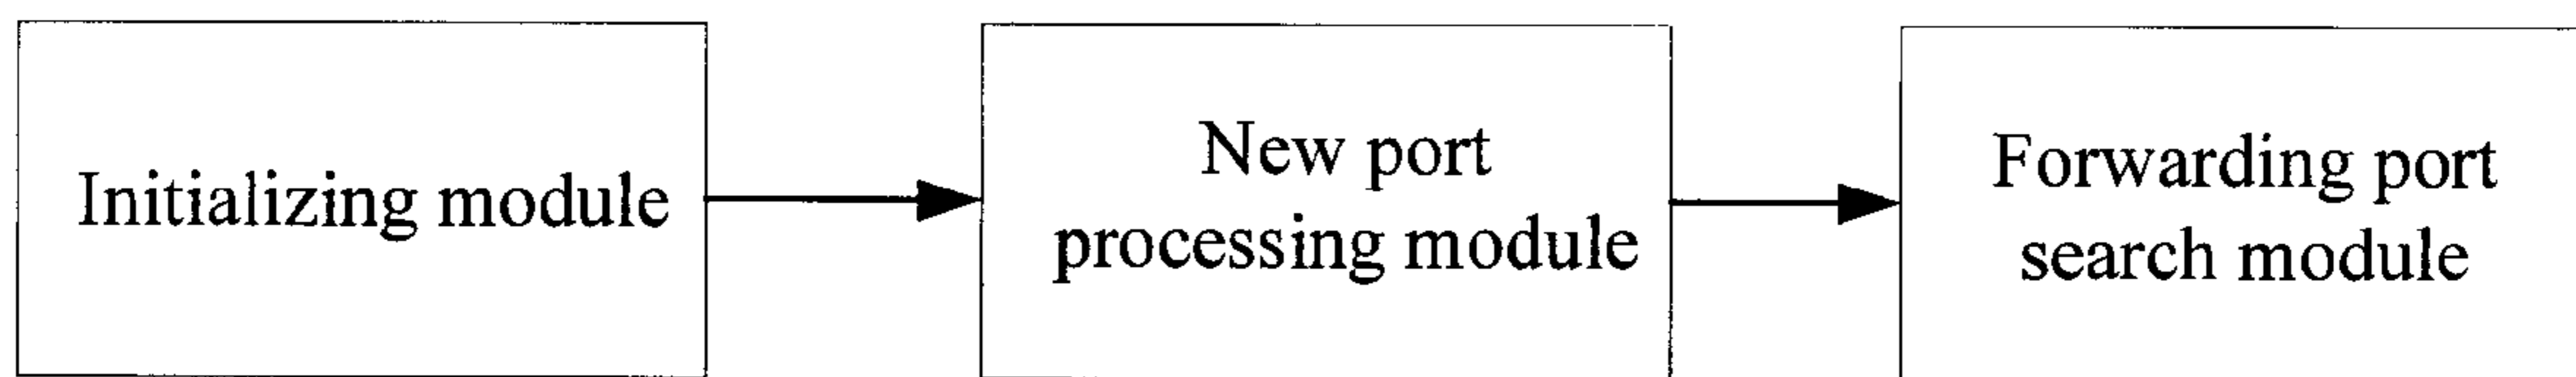 Initializing module
New port
processing module
Forwarding port
search module